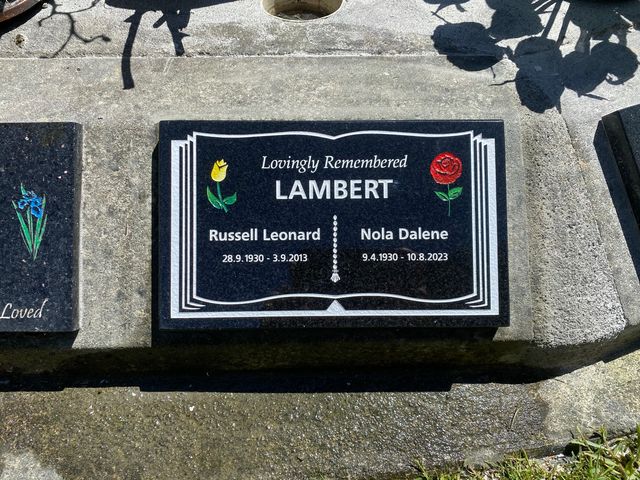 Lovingly Remembered
LAMBERT
Russell Leonard
28.9.1930 - 3.9.2013
Nola Dalene
9.4.1930 - 10.8.2023
Loved